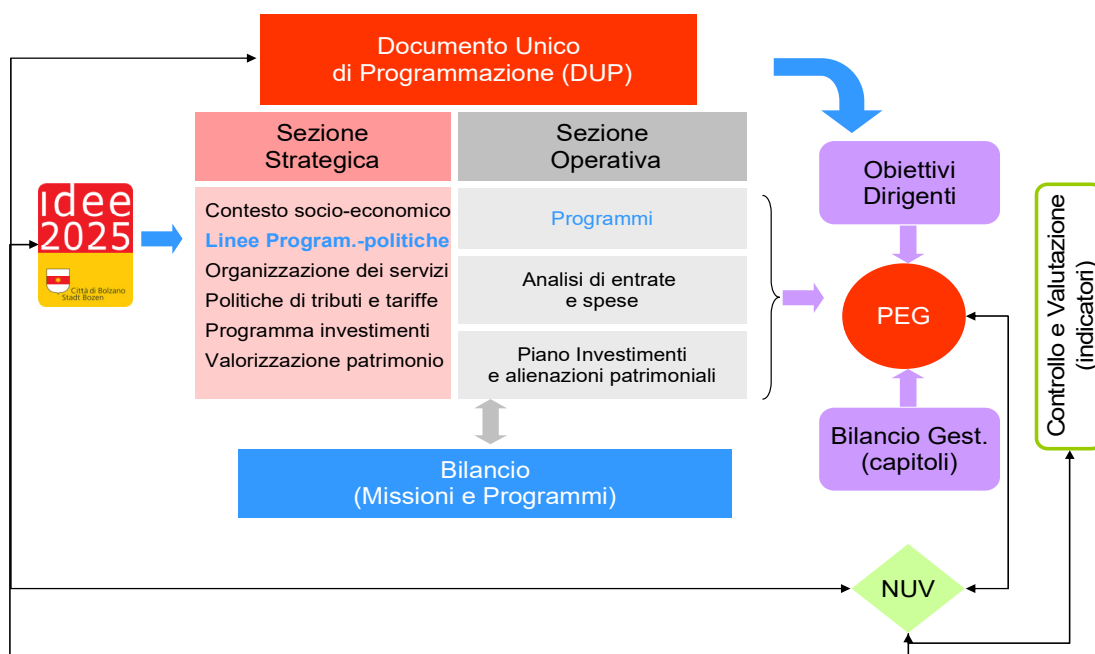 Documento Unico
di Programmazione (DUP)
Sezione
Strategica
Sezione
Operativa
Obiettivi
Dirigenti
idee
2025
Città di Bolzano
Stadt Bozen
Contesto socio-economico
Linee Program.-politiche
Organizzazione dei servizi
Politiche di tributi e tariffe
Programma investimenti
Valorizzazione patrimonio
Programmi
Analisi di entrate
e spese
Piano Investimenti
e alienazioni patrimoniali
PEG
Controllo e Valutazione
(indicatori)
Bilancio Gest.
(capitoli)
Bilancio
(Missioni e Programmi)
NUV